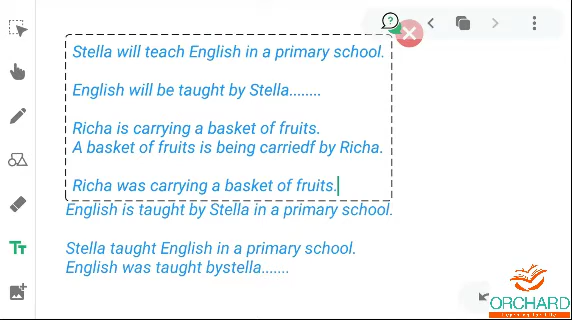 Stella will teach English in a primary school.
English will be taught by Stella........
Richa is carrying a basket of fruits.
A basket of fruits is being carriedf by Richa.
Richa was carrying a basket of fruits.
English is taught by Stella in a primary school.
Stella taught English in a primary school.
English was taught bystella.......
TT
ORCHARD